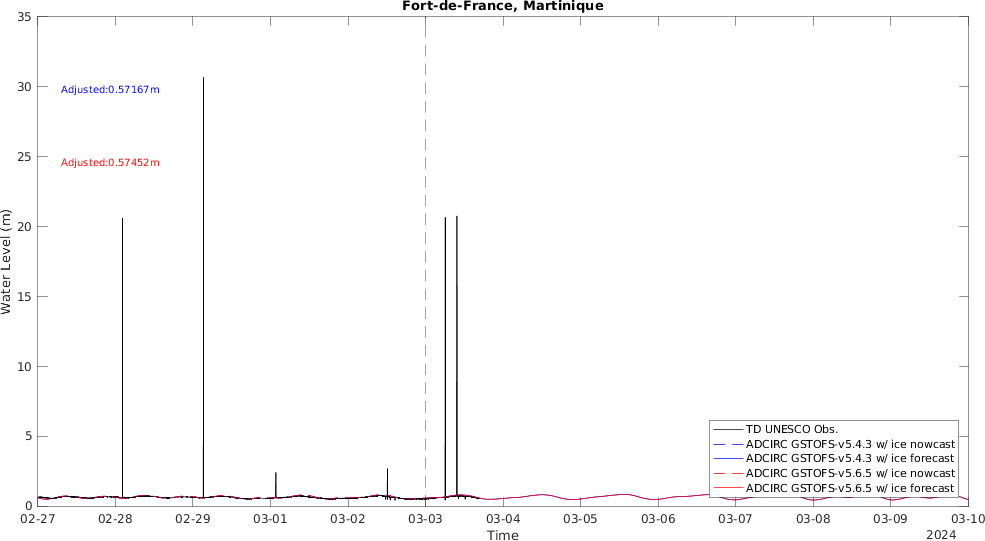 Fort-de-France, Martinique
35
30
25
20
15
10
5
0
Water Level (m)
Adjusted:0.57167m
Adjusted:0.57452m
TD UNESCO Obs.
ADCIRC GSTOFS-v5.4.3 w/ ice nowcast
ADCIRC GSTOFS-v5.4.3 w/ ice forecast
ADCIRC GSTOFS-v5.6.5 w/ ice nowcast
ADCIRC GSTOFS-v5.6.5 w/ ice forecast
02-27 02-28 02-29 03-01 03-02 03-03 03-04 03-05 03-06 03-07 03-08 03-09 03-10
Time
2024